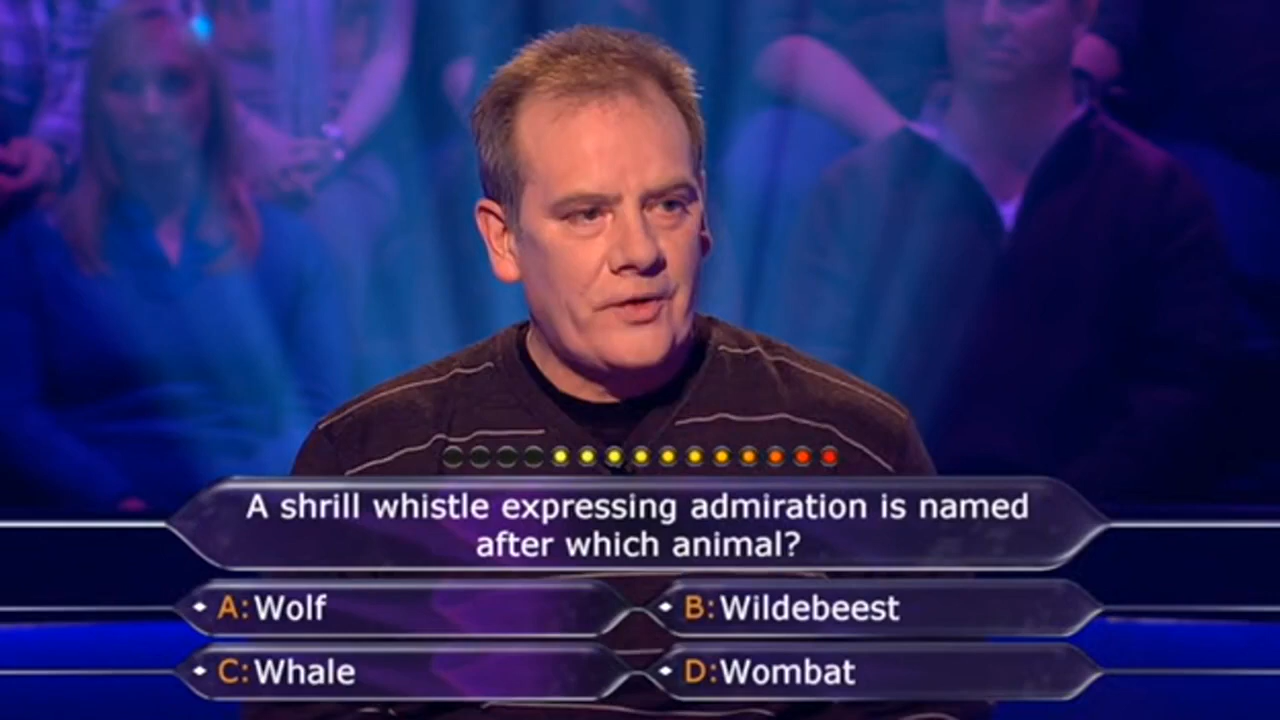 A shrill whistle expressing admiration is named
after which animal?
A: Wolf
B: Wildebeest
C: Whale
D: Wombat